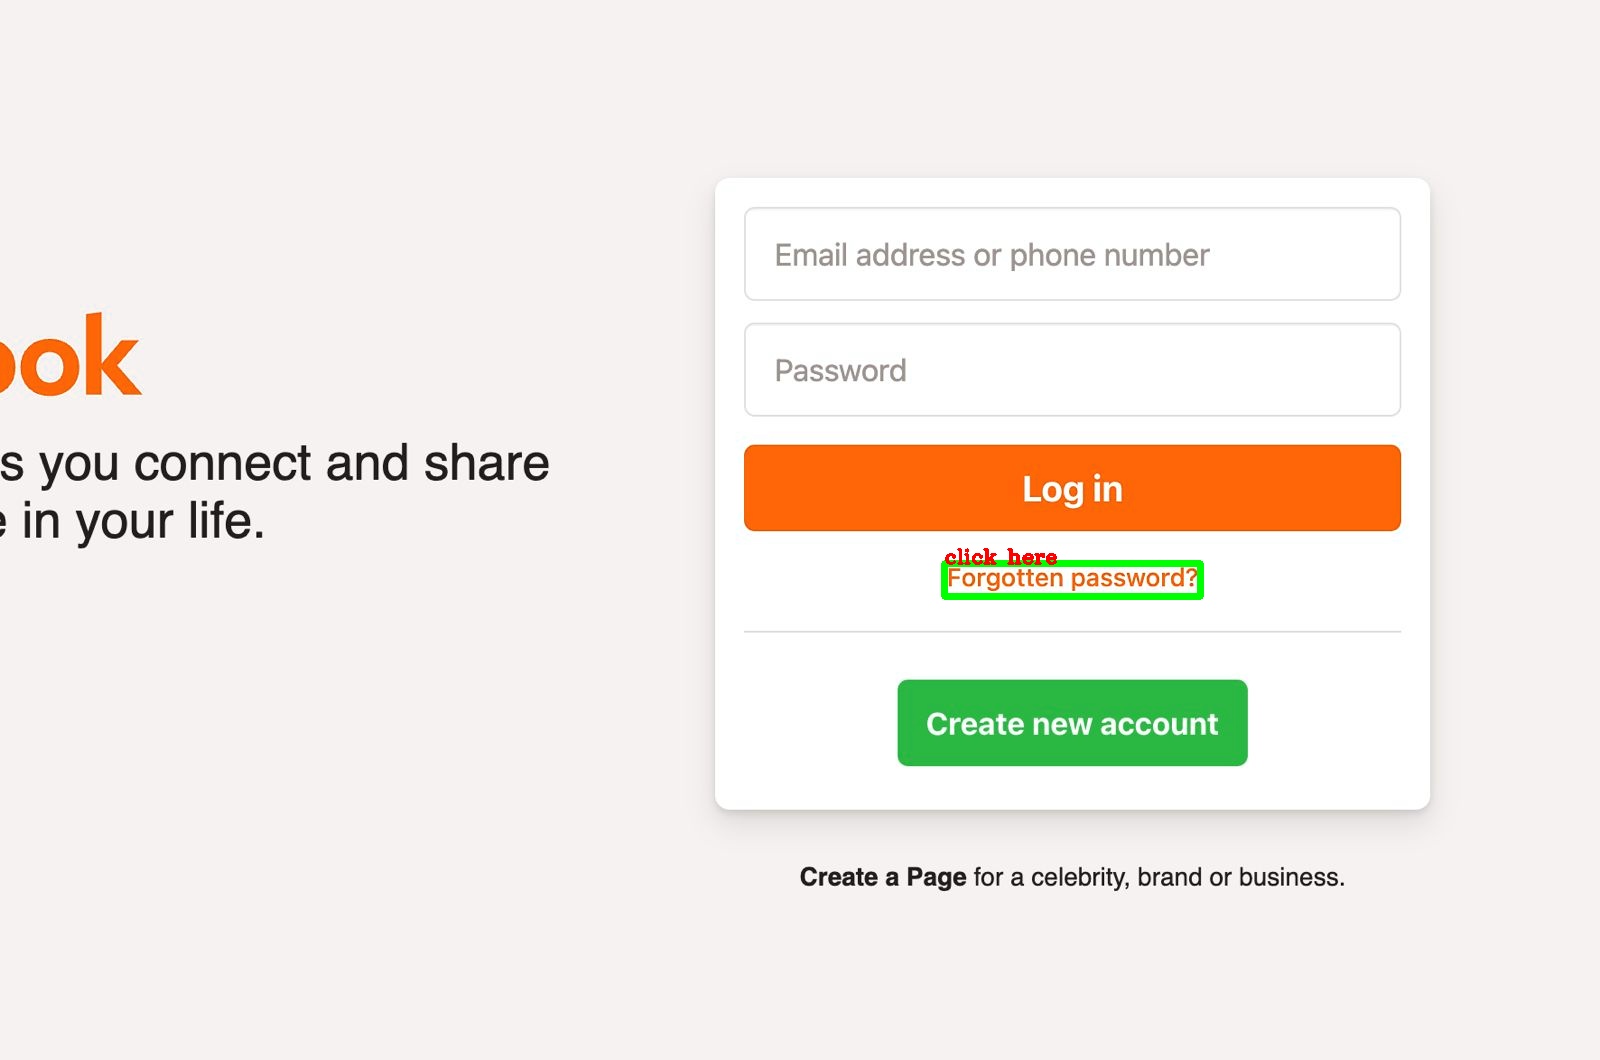 ook
s you connect and share
e in your life.
Email address or phone number
Password
Log in
click here
Forgotten password?
Create new account
Create a Page for a celebrity, brand or business.